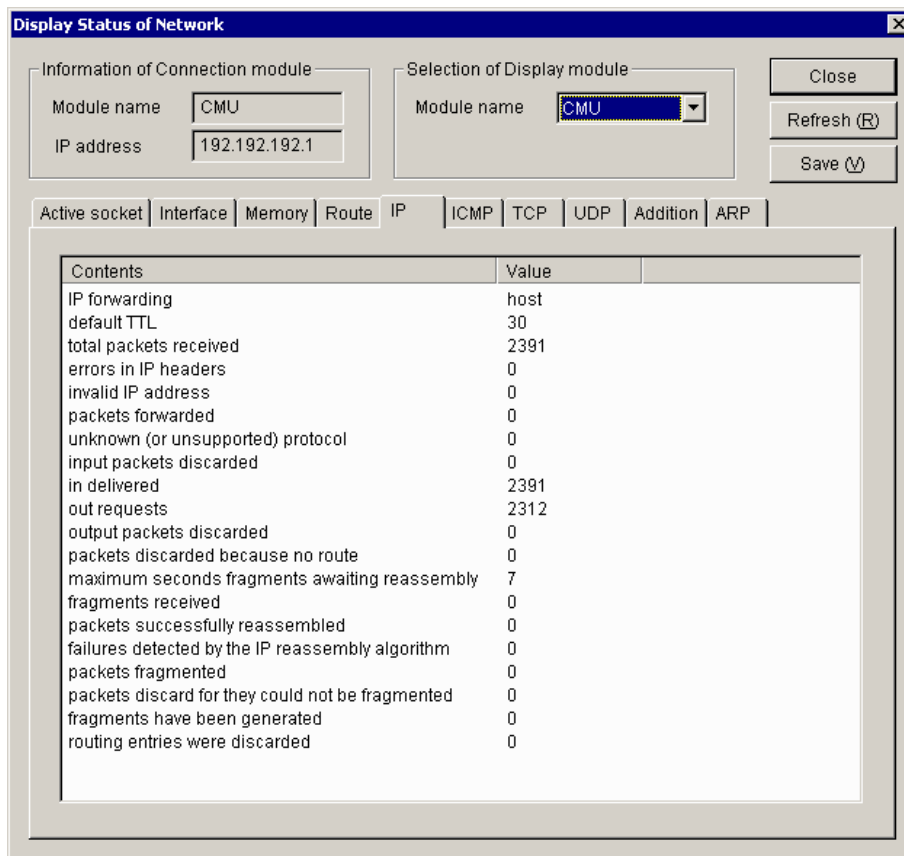 Display Status of Network
Information of Connection module
Module name CMU
IP address 192.192.192.1
Selection of Display module
Module name CMU
Close
Refresh (R)
Save (V)
Active socket Interface Memory Route IP ICMP TCP UDP Addition ARP
Contents Value
IP forwarding host
default TTL 30
total packets received 2391
errors in IP headers 0
invalid IP address 0
packets forwarded 0
unknown (or unsupported) protocol 0
input packets discarded 0
in delivered 2391
out requests 2312
output packets discarded 0
packets discarded because no route 0
maximum seconds fragments awaiting reassembly 7
fragments received 0
packets successfully reassembled 0
failures detected by the IP reassembly algorithm 0
packets fragmented 0
packets discard for they could not be fragmented 0
fragments have been generated 0
routing entries were discarded 0